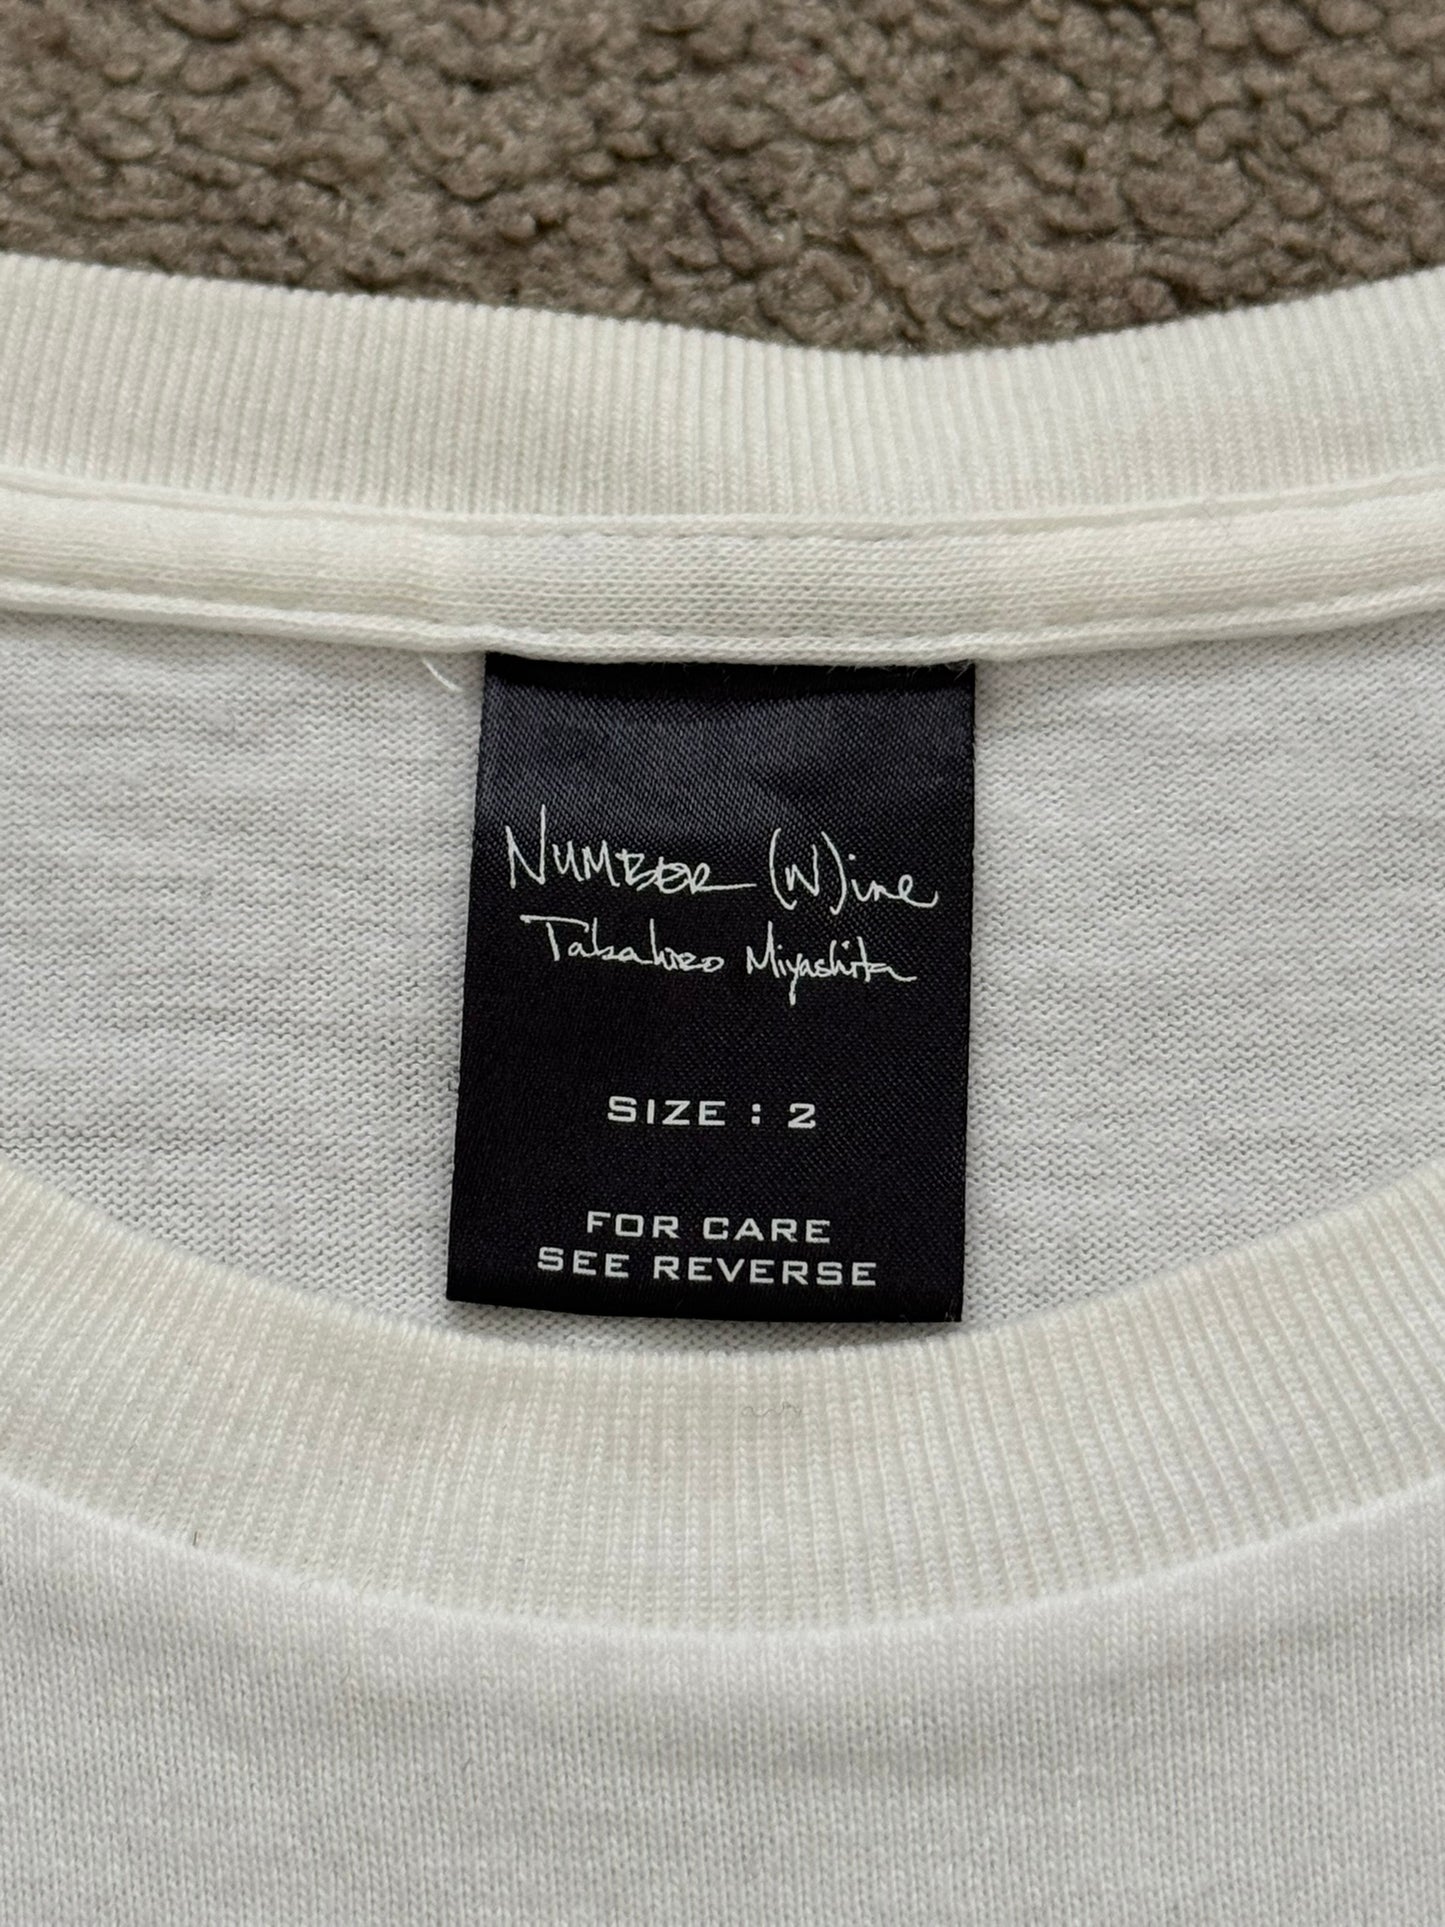 NUMBER (N)ine
Takahiro Miyashita
SIZE : 2
FOR CARE
SEE REVERSE